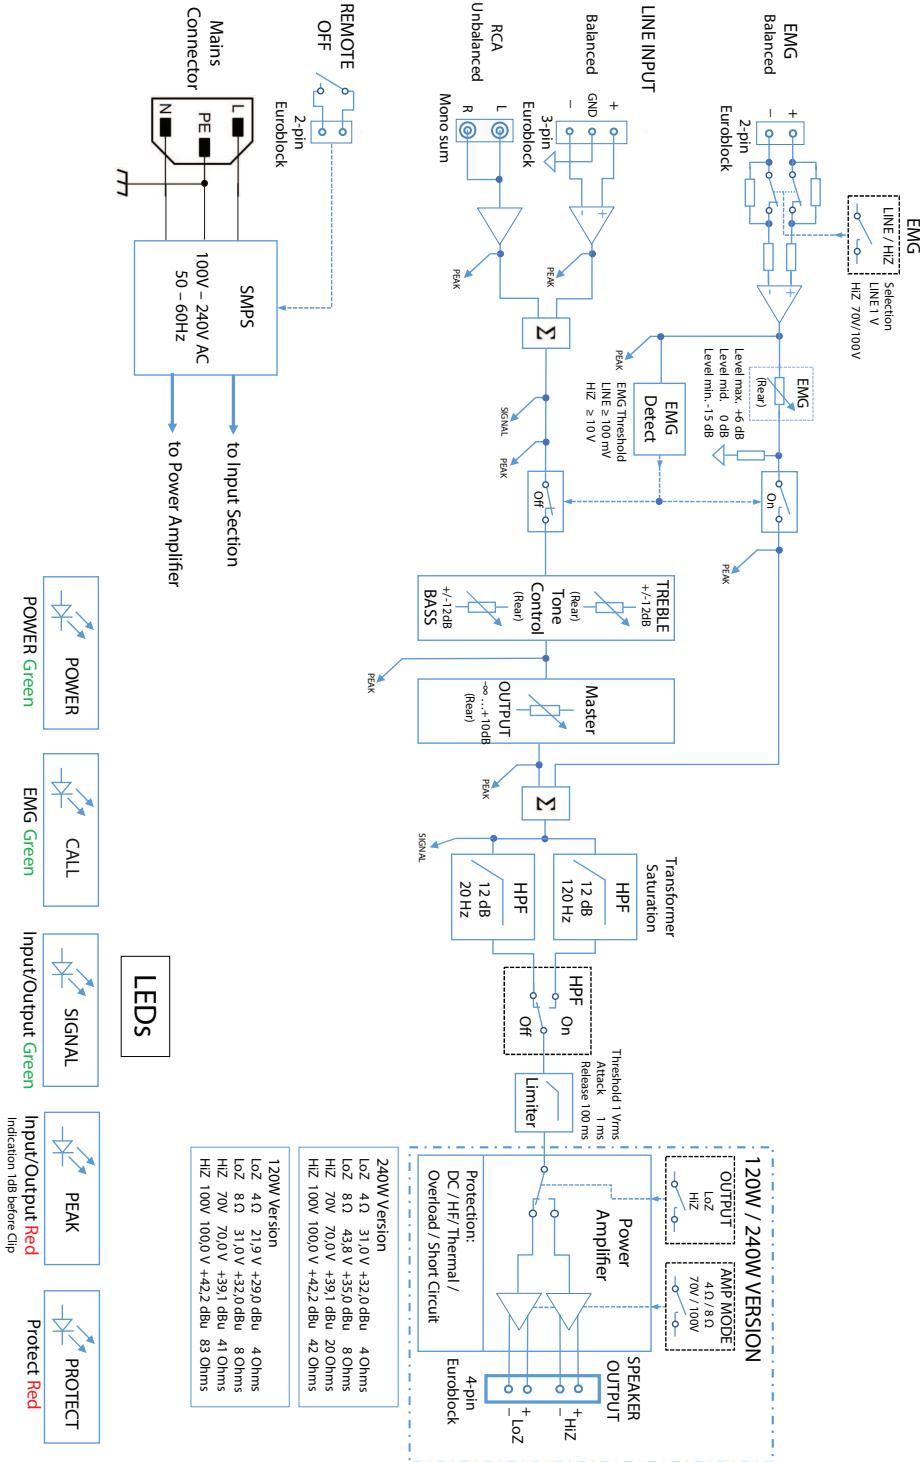 EMG
Balanced
+
−
2-pin
Euroblock
EMG
LINE / HiZ
Selection
LINE 1 V
HiZ 70V/100V
EMG
(Rear)
Level max. +6 dB
Level mid. 0 dB
Level min. -15 dB
+
-
PEAK
EMG
Detect
EMG Threshold
LINE ≥ 100 mV
HiZ ≥ 10 V
On
PEAK
LINE INPUT
Balanced
+
GND
−
3-pin
Euroblock
+
-
PEAK
RCA
Unbalanced
L
R
Mono sum
PEAK
Σ
SIGNAL
PEAK
Off
TREBLE
+/-12dB
(Rear)
Tone
Control
(Rear)
+/-12dB
BASS
PEAK
Master
OUTPUT
-∞ ...+10dB
(Rear)
PEAK
Σ
SIGNAL
Transformer
Saturation
HPF
12 dB
120 Hz
HPF
12 dB
20 Hz
HPF
On
Off
Threshold 1 Vrms
Attack 1 ms
Release 100 ms
Limiter
120W / 240W VERSION
OUTPUT
LoZ
HiZ
AMP MODE
4 Ω / 8 Ω
70V / 100V
Power
Amplifier
Protection:
DC / HF/ Thermal /
Overload / Short Circuit
SPEAKER
OUTPUT
+
−
HiZ
+
−
LoZ
4-pin
Euroblock
240W Version
LoZ 4 Ω 31,0 V +32,0 dBu 4 Ohms
LoZ 8 Ω 43,8 V +35,0 dBu 8 Ohms
HiZ 70V 70,0 V +39,1 dBu 20 Ohms
HiZ 100V 100,0 V +42,2 dBu 42 Ohms
120W Version
LoZ 4 Ω 21,9 V +29,0 dBu 4 Ohms
LoZ 8 Ω 31,0 V +32,0 dBu 8 Ohms
HiZ 70V 70,0 V +39,1 dBu 41 Ohms
HiZ 100V 100,0 V +42,2 dBu 83 Ohms
REMOTE
OFF
2-pin
Euroblock
Mains
Connector
L
PE
N
SMPS
100V – 240V AC
50 – 60Hz
to Input Section
to Power Amplifier
LEDs
POWER
POWER Green
CALL
EMG Green
SIGNAL
Input/Output Green
PEAK
Input/Output Red
Indication 1dB before Clip
PROTECT
Protect Red